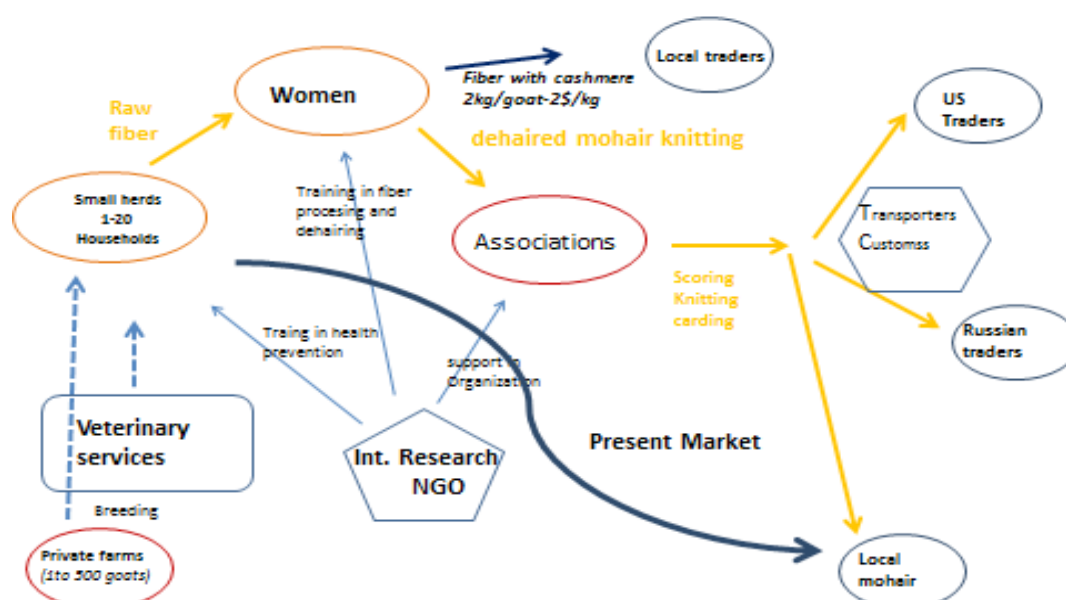 Local traders
Fiber with cashmere
2kg/goat-2$/kg
Women
US
Traders
Raw
fiber
dehaired mohair knitting
Small herds
1-20
Households
Training in fiber
procesing and
dehairing
Associations
Transporters
Customss
Scoring
Knitting
carding
Traing in health
prevention
Russian
traders
support in
Organization
Veterinary
services
Int. Research
NGO
Present Market
Breeding
Private farms
(1to 500 goats)
Local
mohair